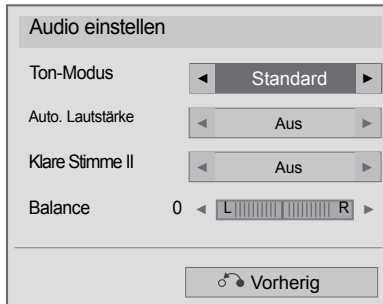 Audio einstellen
Ton-Modus ◄ Standard ►
Auto. Lautstärke ◄ Aus ►
Klare Stimme II ◄ Aus ►
Balance 0 ◄ L R ►
Vorherig